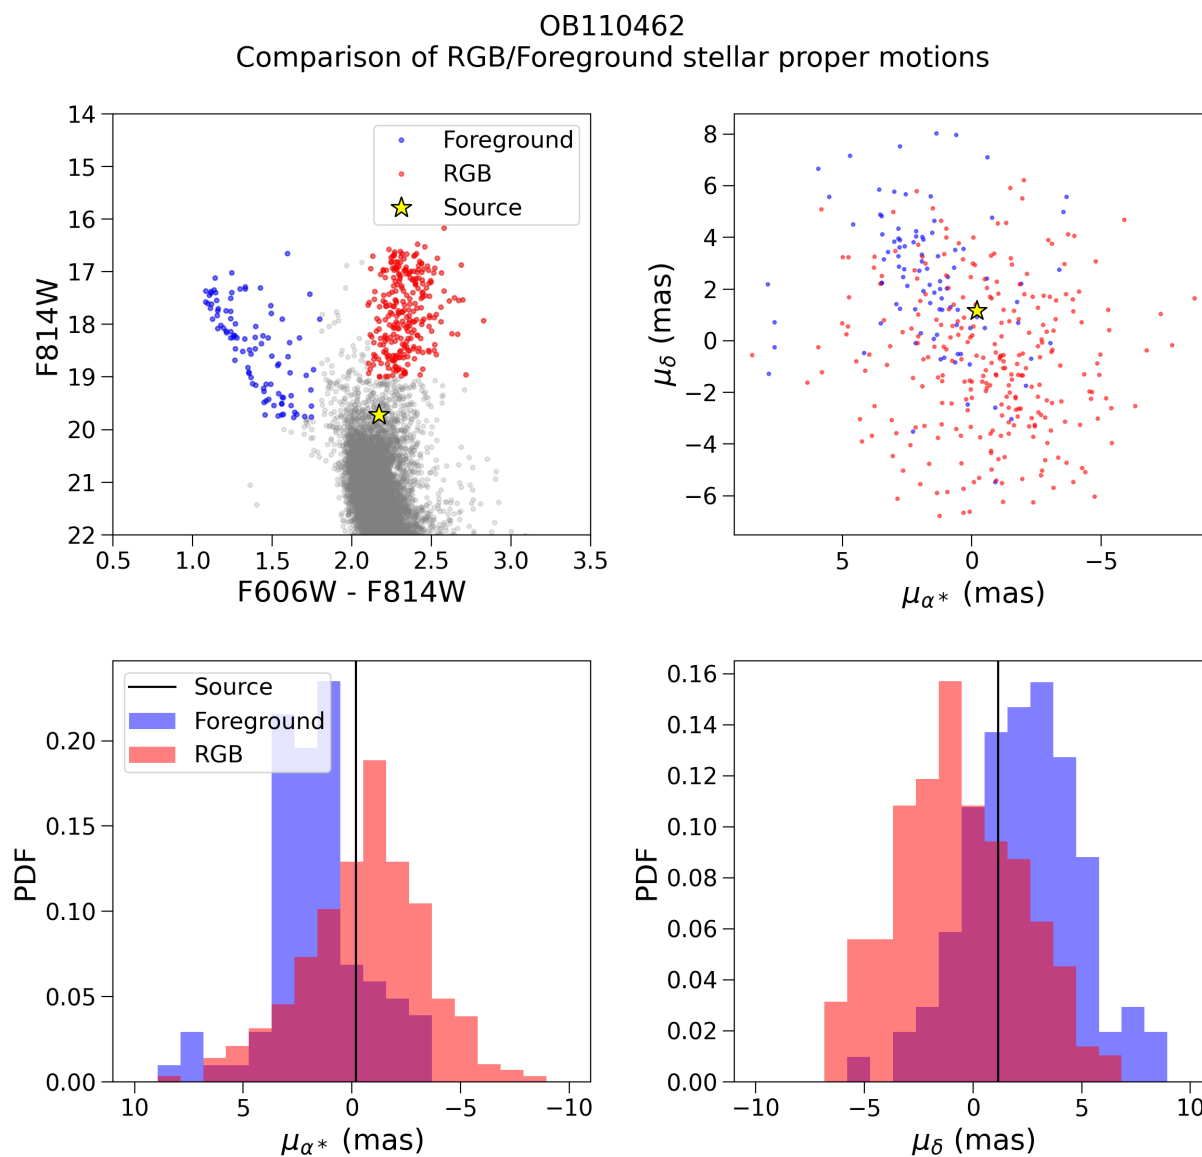 OB110462
Comparison of RGB/Foreground stellar proper motions
14
15
16
17
18
19
20
21
22
F814W
Foreground
RGB
Source
0.5 1.0 1.5 2.0 2.5 3.0 3.5
F606W - F814W
8
6
4
2
0
−2
−4
−6
μδ (mas)
5 0 −5
μα* (mas)
0.20
0.15
0.10
0.05
0.00
PDF
Source
Foreground
RGB
10 5 0 −5 −10
μα* (mas)
0.16
0.14
0.12
0.10
0.08
0.06
0.04
0.02
0.00
PDF
−10 −5 0 5 10
μδ (mas)